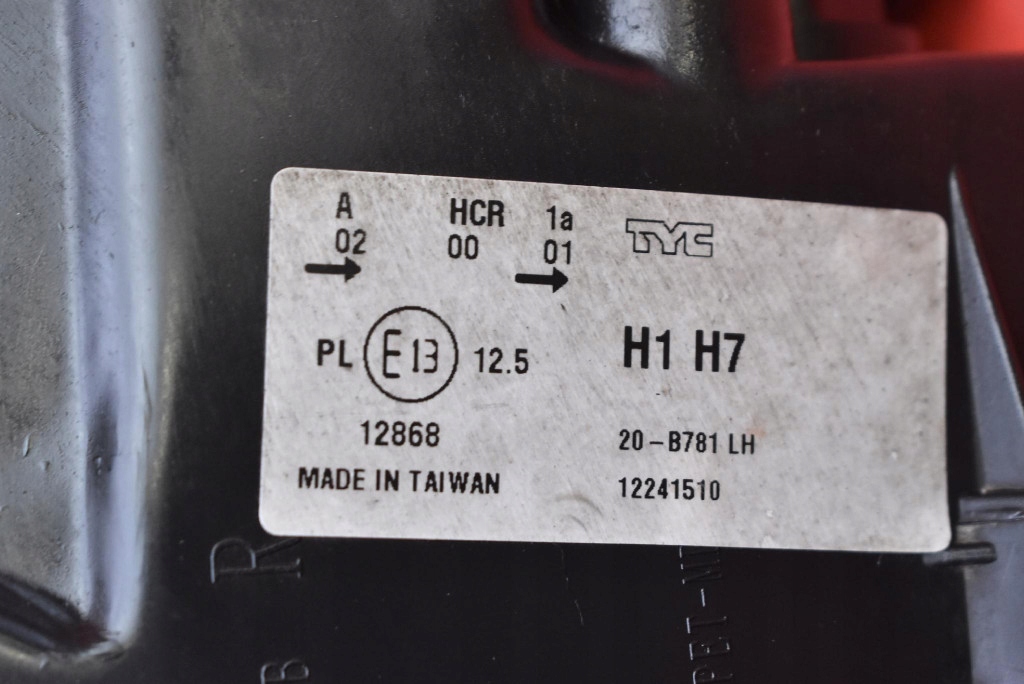 A HCR 1a TYC
02 00 01
PL E13 12.5 H1 H7
12868 20-B781 LH
MADE IN TAIWAN 12241510
R R
B